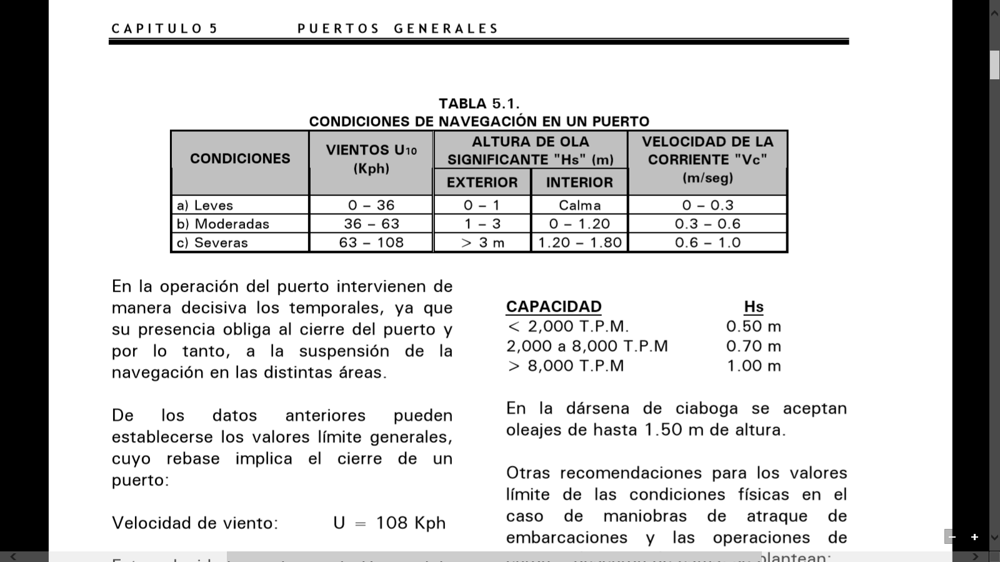 CAPITULO 5 PUERTOS GENERALES
TABLA 5.1.
CONDICIONES DE NAVEGACIÓN EN UN PUERTO
CONDICIONES
VIENTOS U10
(Kph)
ALTURA DE OLA
SIGNIFICANTE "Hs" (m)
EXTERIOR INTERIOR
VELOCIDAD DE LA
CORRIENTE "Vc"
(m/seg)
a) Leves 0 – 36 0 – 1 Calma 0 – 0.3
b) Moderadas 36 – 63 1 – 3 0 – 1.20 0.3 – 0.6
c) Severas 63 – 108 > 3 m 1.20 – 1.80 0.6 – 1.0
En la operación del puerto intervienen de
manera decisiva los temporales, ya que
su presencia obliga al cierre del puerto y
por lo tanto, a la suspensión de la
navegación en las distintas áreas.
De los datos anteriores pueden
establecerse los valores límite generales,
cuyo rebase implica el cierre de un
puerto:
Velocidad de viento: U = 108 Kph
CAPACIDAD Hs
< 2,000 T.P.M. 0.50 m
2,000 a 8,000 T.P.M 0.70 m
> 8,000 T.P.M 1.00 m
En la dársena de ciaboga se aceptan
oleajes de hasta 1.50 m de altura.
Otras recomendaciones para los valores
límite de las condiciones físicas en el
caso de maniobras de atraque de
embarcaciones y las operaciones de
plantean: